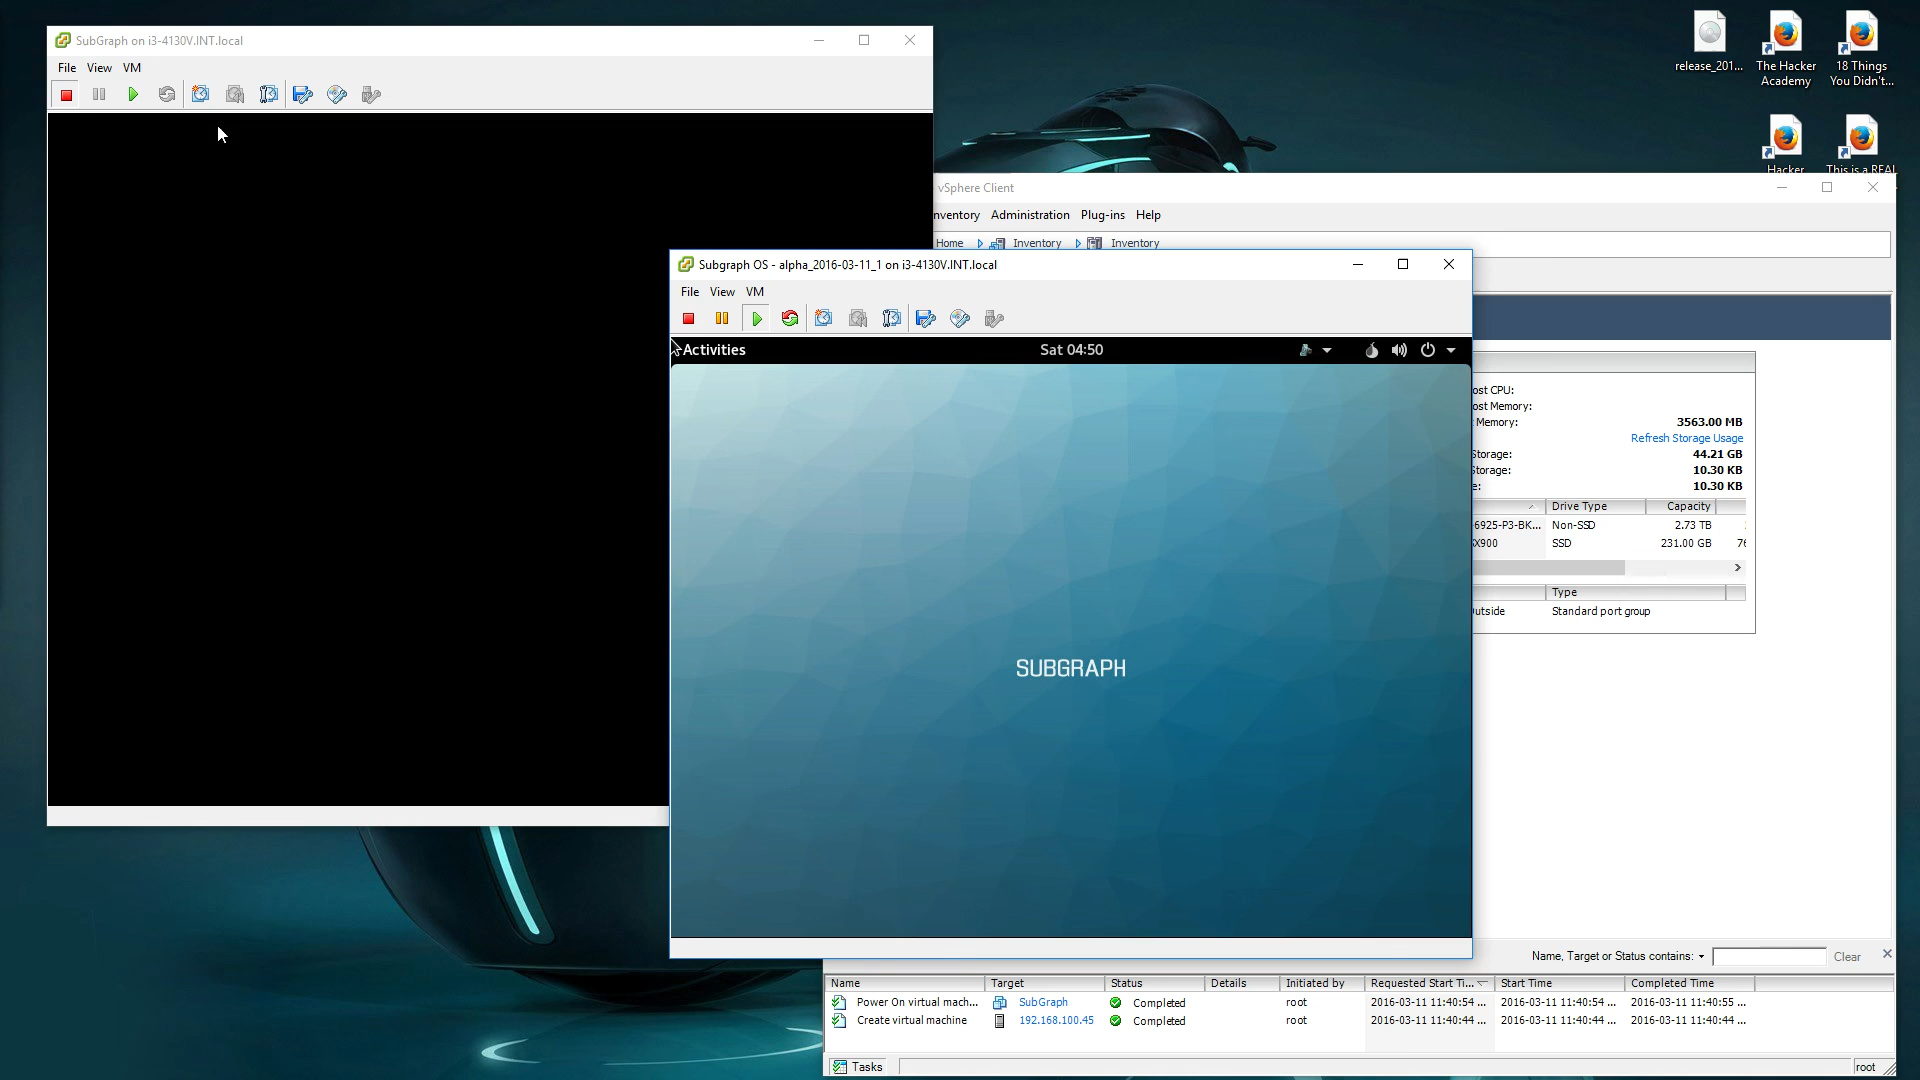 SubGraph on i3-4130V.INT.local
File View VM
release_201...
The Hacker Academy
18 Things You Didn't...
Hacker
This is a REAL
vSphere Client
nventory Administration Plug-ins Help
Home Inventory Inventory
Subgraph OS - alpha_2016-03-11_1 on i3-4130V.INT.local
File View VM
Activities Sat 04:50
SUBGRAPH
ost CPU:
ost Memory:
Memory: 3563.00 MB
Refresh Storage Usage
Storage: 44.21 GB
Storage: 10.30 KB
e: 10.30 KB
Drive Type Capacity
-6925-P3-BK... Non-SSD 2.73 TB
X900 SSD 231.00 GB 76
Type
utside Standard port group
Name, Target or Status contains: Clear
Name Target Status Details Initiated by Requested Start Ti... Start Time Completed Time
Power On virtual mach... SubGraph Completed root 2016-03-11 11:40:54 ... 2016-03-11 11:40:54 ... 2016-03-11 11:40:55 ...
Create virtual machine 192.168.100.45 Completed root 2016-03-11 11:40:44 ... 2016-03-11 11:40:44 ... 2016-03-11 11:40:44 ...
Tasks root